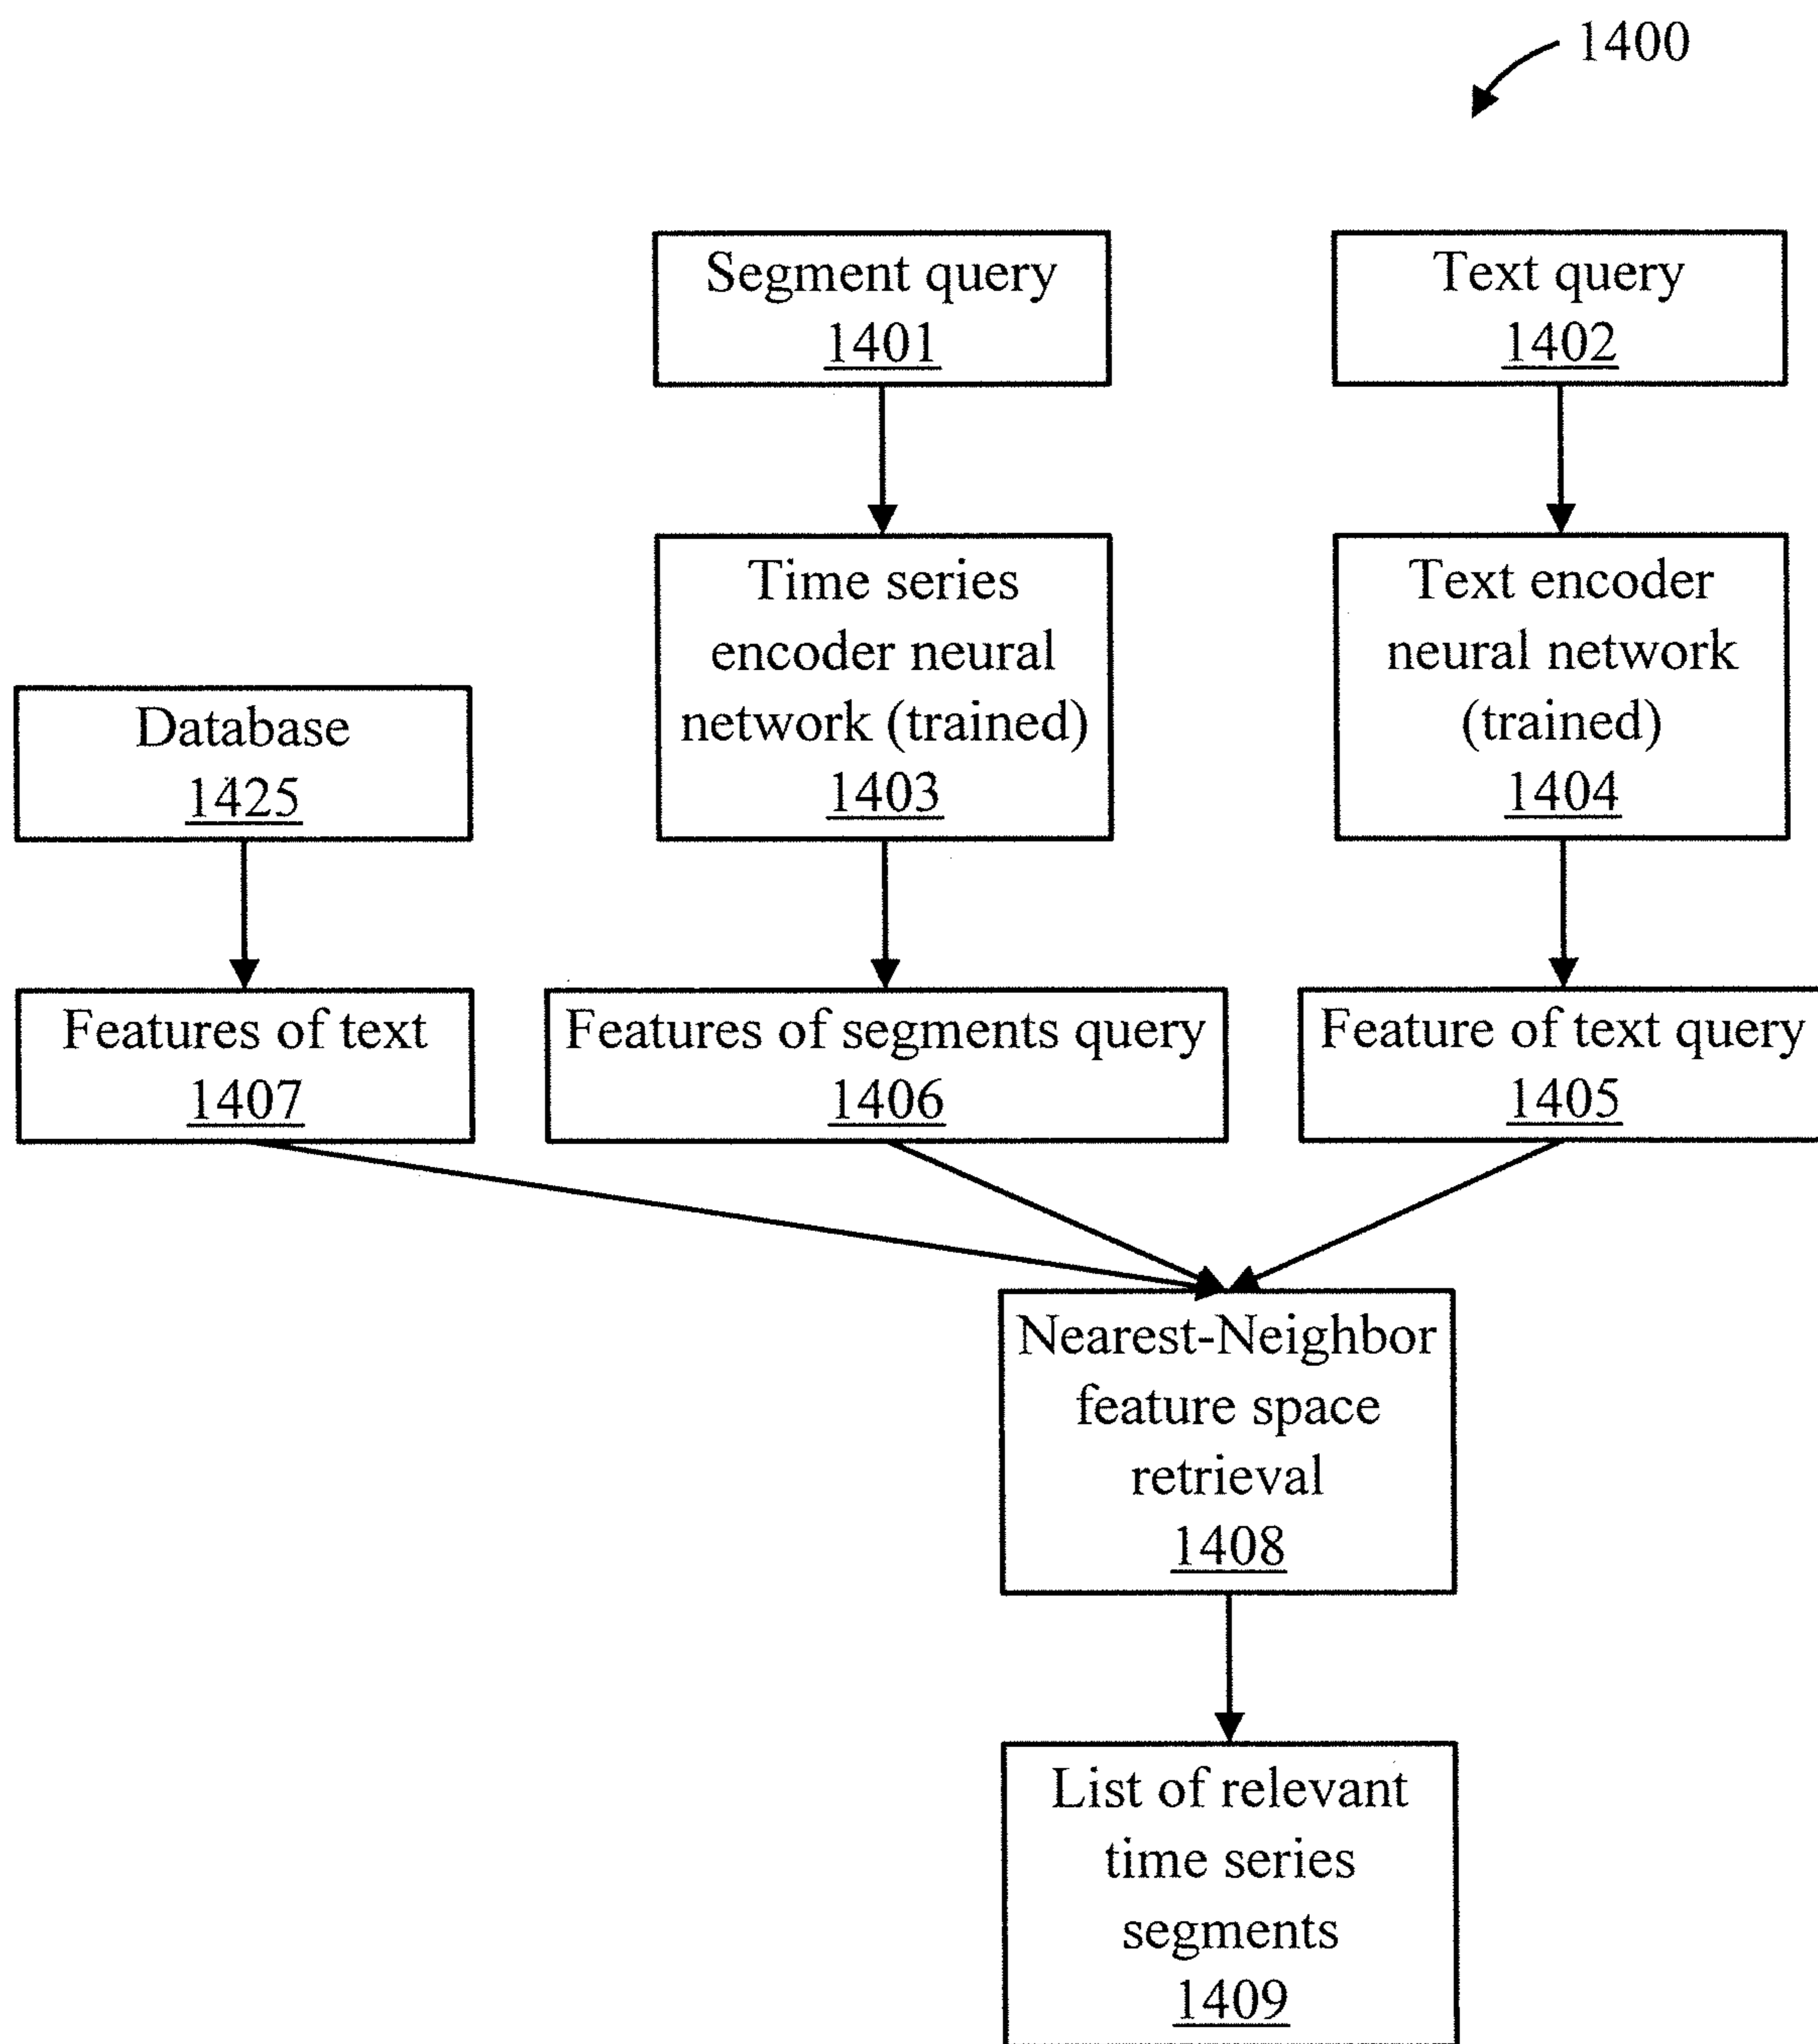 1400
Segment query
1401
Text query
1402
Time series
encoder neural
network (trained)
1403
Text encoder
neural network
(trained)
1404
Database
1425
Features of text
1407
Features of segments query
1406
Feature of text query
1405
Nearest-Neighbor
feature space
retrieval
1408
List of relevant
time series
segments
1409